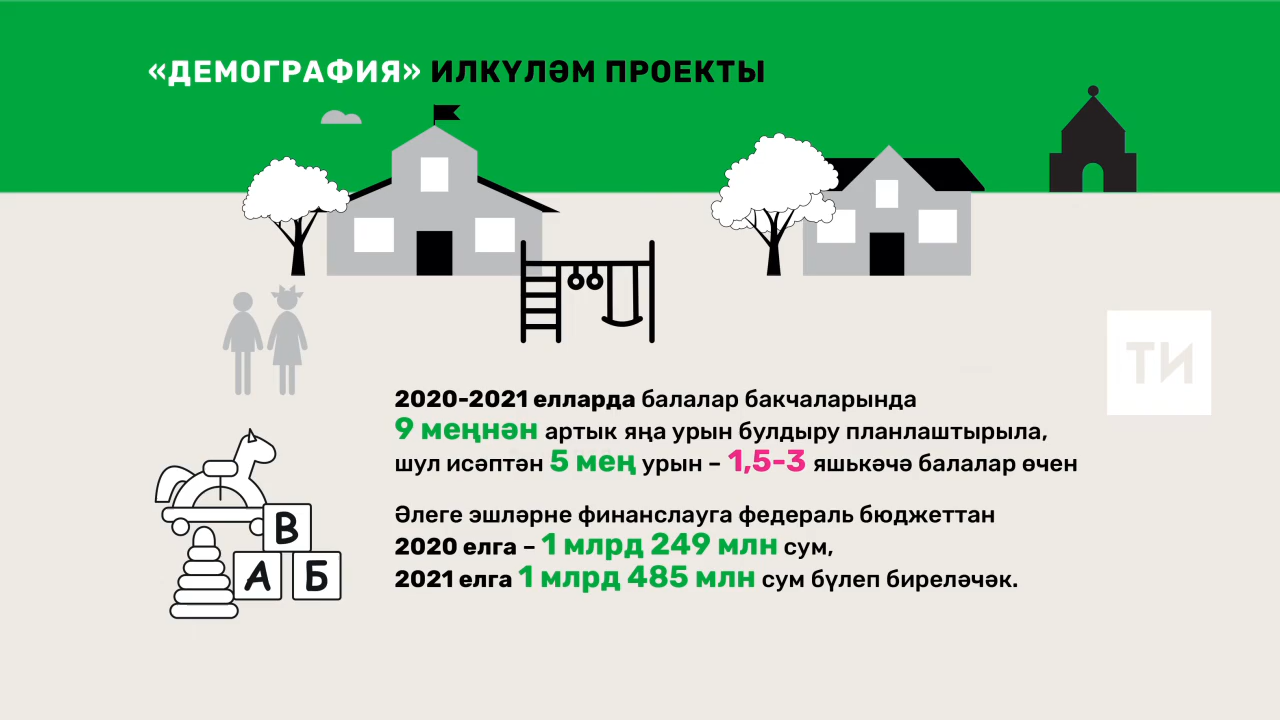 «ДЕМОГРАФИЯ» ИЛКҮЛӘМ ПРОЕКТЫ
ТИ
2020-2021 елларда балалар бакчаларында
9 меңнән артык яңа урын булдыру планлаштырыла,
шул исәптән 5 мең урын – 1,5-3 яшькәчә балалар өчен
Әлеге эшләрне финанслауга федераль бюджеттан
2020 елга – 1 млрд 249 млн сум,
2021 елга 1 млрд 485 млн сум бүлеп биреләчәк.
В
А Б